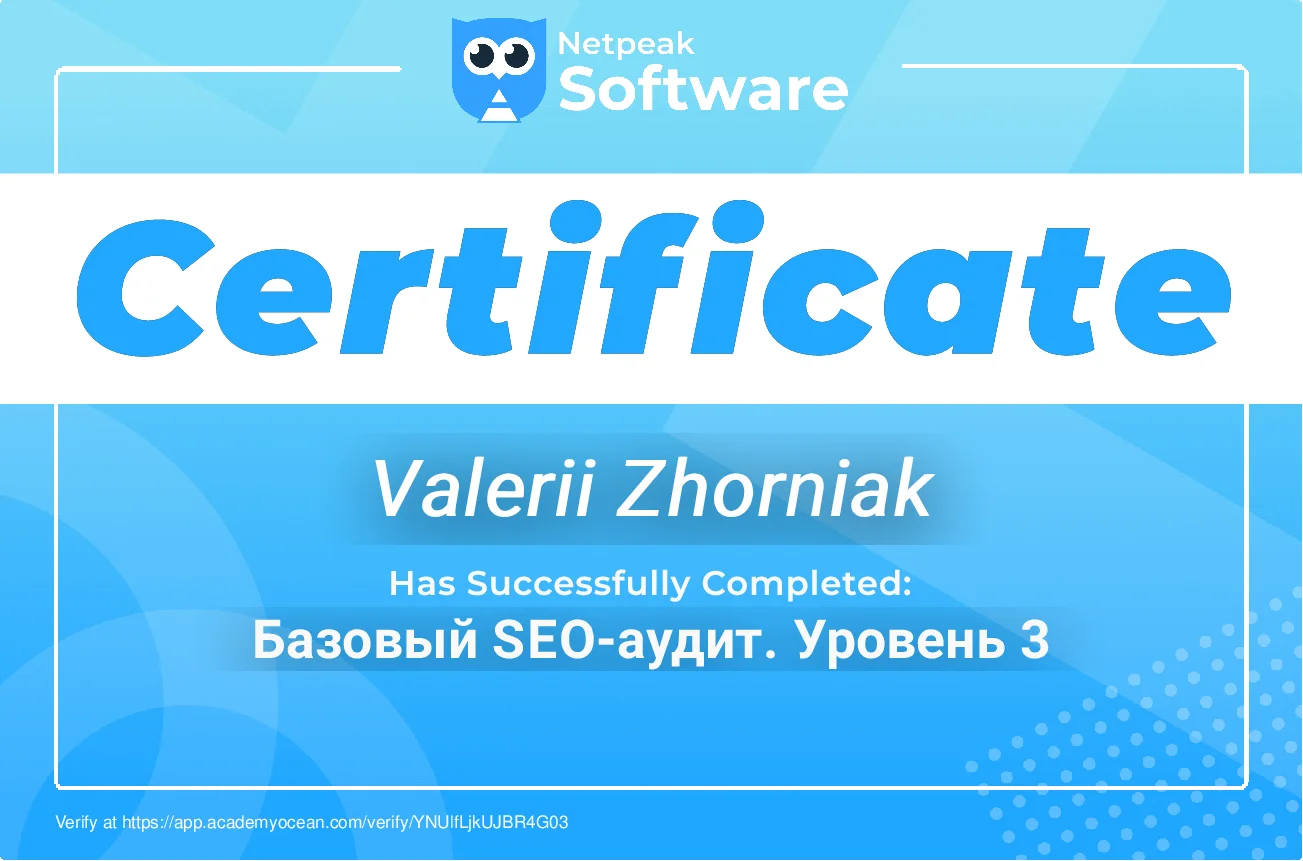 Netpeak
Software
Certificate
Valerii Zhorniak
Has Successfully Completed:
Базовый SEO-аудит. Уровень 3
Verify at https://app.academyocean.com/verify/YNUlfLjkUJBR4G03